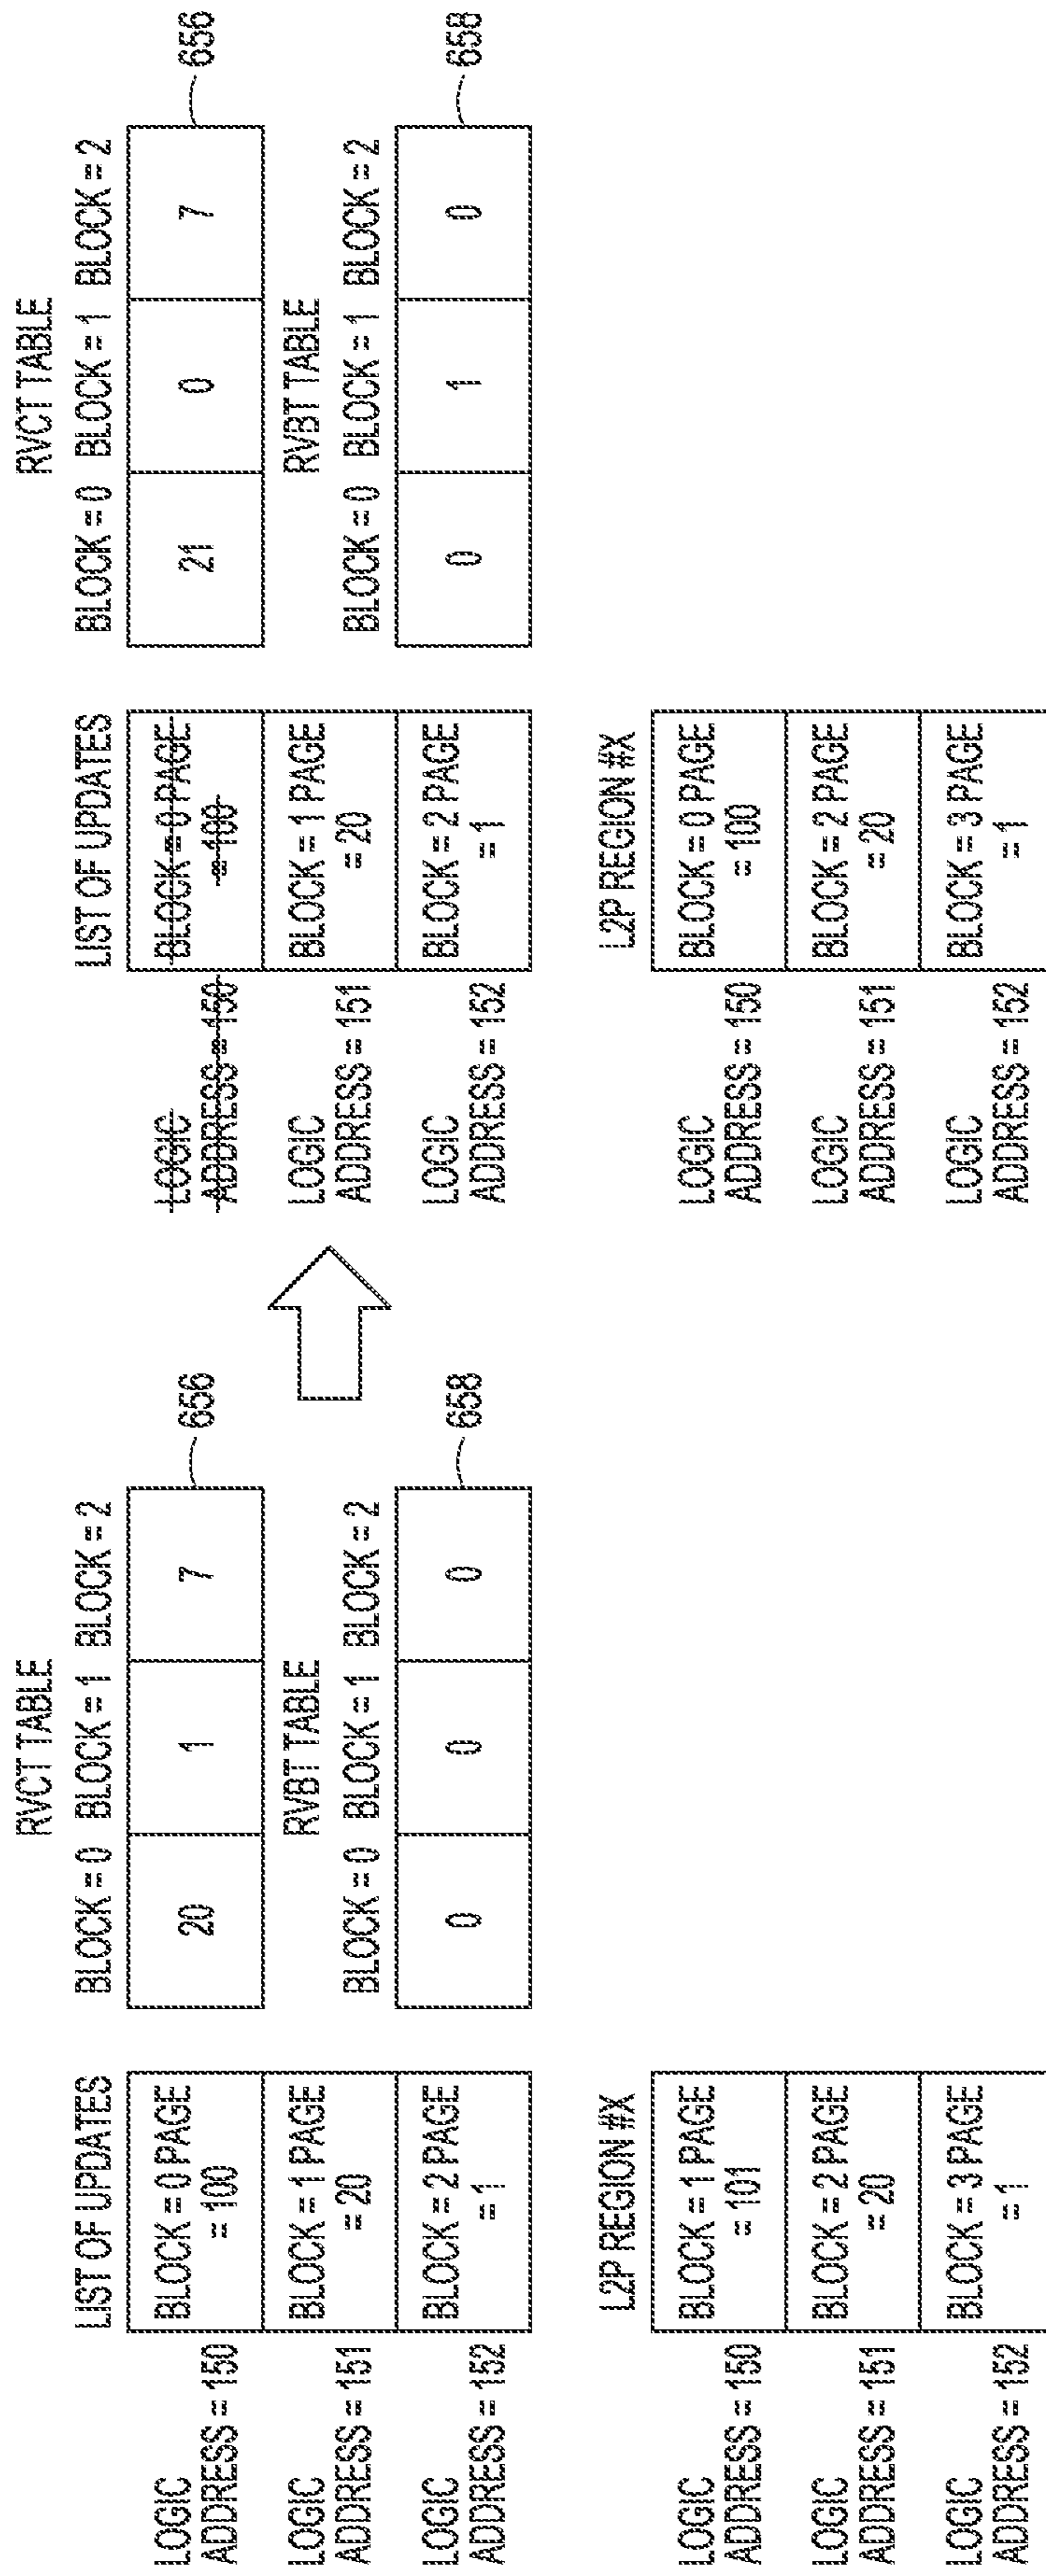 LIST OF UPDATES
LOGIC
ADDRESS = 150
BLOCK = 0 PAGE
= 100
LOGIC
ADDRESS = 151
BLOCK = 1 PAGE
= 20
LOGIC
ADDRESS = 152
BLOCK = 2 PAGE
= 1
RVCT TABLE
BLOCK = 0 BLOCK = 1 BLOCK = 2
20 1 7
656
RVBT TABLE
BLOCK = 0 BLOCK = 1 BLOCK = 2
0 0 0
658
L2P REGION #X
LOGIC
ADDRESS = 150
BLOCK = 1 PAGE
= 101
LOGIC
ADDRESS = 151
BLOCK = 2 PAGE
= 20
LOGIC
ADDRESS = 152
BLOCK = 3 PAGE
= 1
LIST OF UPDATES
LOGIC
ADDRESS = 150
BLOCK = 0 PAGE
= 100
LOGIC
ADDRESS = 151
BLOCK = 1 PAGE
= 20
LOGIC
ADDRESS = 152
BLOCK = 2 PAGE
= 1
RVCT TABLE
BLOCK = 0 BLOCK = 1 BLOCK = 2
21 0 7
656
RVBT TABLE
BLOCK = 0 BLOCK = 1 BLOCK = 2
0 1 0
658
L2P REGION #X
LOGIC
ADDRESS = 150
BLOCK = 0 PAGE
= 100
LOGIC
ADDRESS = 151
BLOCK = 2 PAGE
= 20
LOGIC
ADDRESS = 152
BLOCK = 3 PAGE
= 1